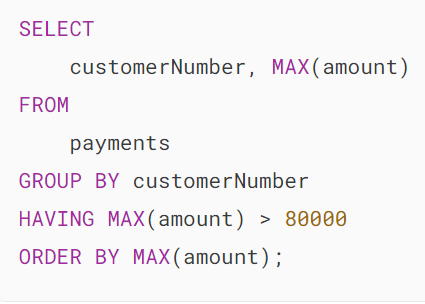 SELECT
    customerNumber, MAX(amount)
FROM
    payments
GROUP BY customerNumber
HAVING MAX(amount) > 80000
ORDER BY MAX(amount);